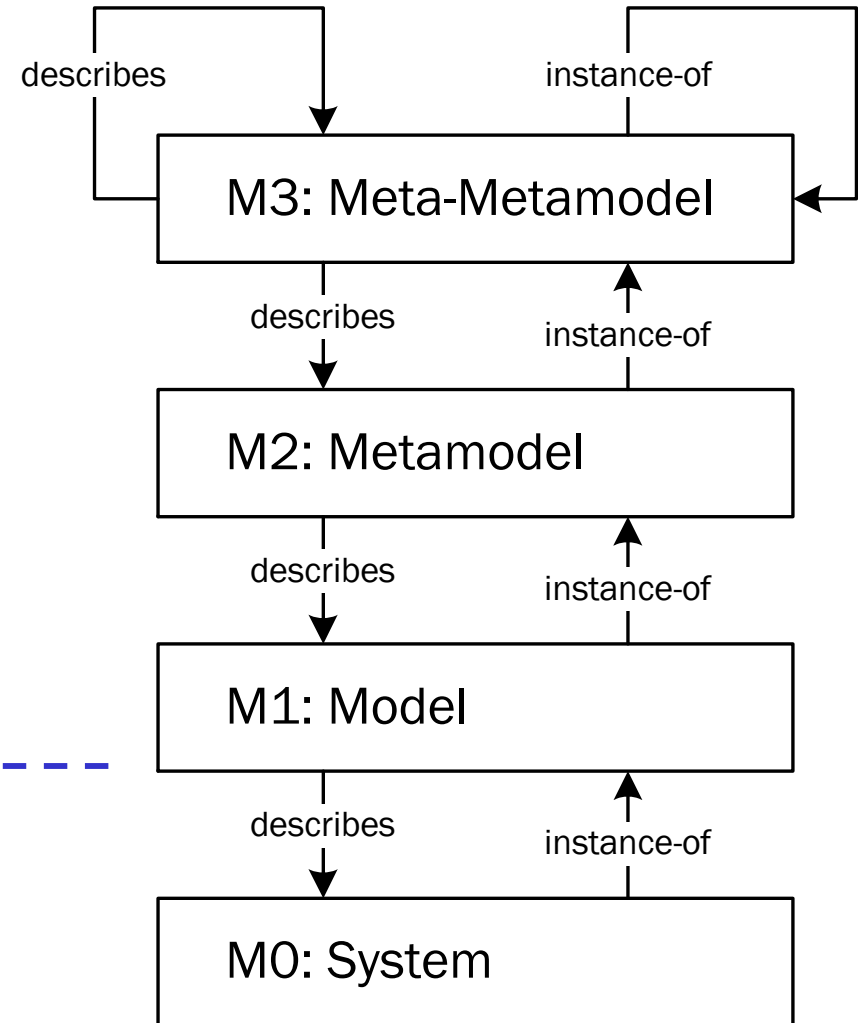 describes
instance-of
M3: Meta-Metamodel
describes
instance-of
M2: Metamodel
describes
instance-of
M1: Model
describes
instance-of
M0: System